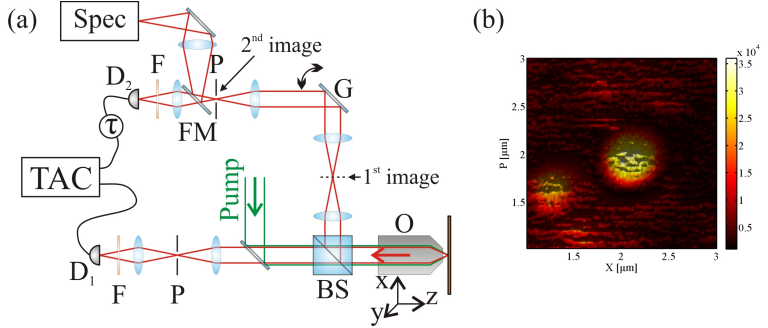 (a)
Spec
2nd image
D2
F
P
G
FM
τ
TAC
1st image
Pump
O
D1
F
P
BS
x
y
z
(b)
x 10^4
3.5
3
2.5
2
1.5
1
0.5
3
2.5
2
1.5
1
P [μm]
1
1.5
2
2.5
3
X [μm]